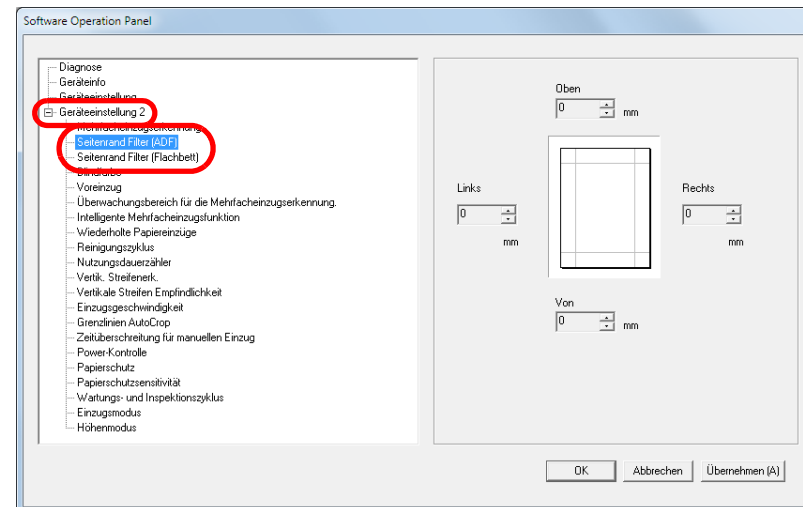 Software Operation Panel
Diagnose
Geräteinfo
Geräteeinstellung
Geräteeinstellung 2
Mehrfacheinzugserkennung
Seitenrand Filter (ADF)
Seitenrand Filter (Flachbett)
Blindfarbe
Voreinzug
Überwachungsbereich für die Mehrfacheinzugserkennung.
Intelligente Mehrfacheinzugsfunktion
Wiederholte Papiereinzüge
Reinigungszyklus
Nutzungsdauerzähler
Vertik. Streifenerk.
Vertikale Streifen Empfindlichkeit
Einzugsgeschwindigkeit
Grenzlinien AutoCrop
Zeitüberschreitung für manuellen Einzug
Power-Kontrolle
Papierschutz
Papierschutzsensitivität
Wartungs- und Inspektionszyklus
Einzugsmodus
Höhenmodus
Oben
0 mm
Links
0
mm
Rechts
0
mm
Von
0 mm
OK Abbrechen Übernehmen (A)